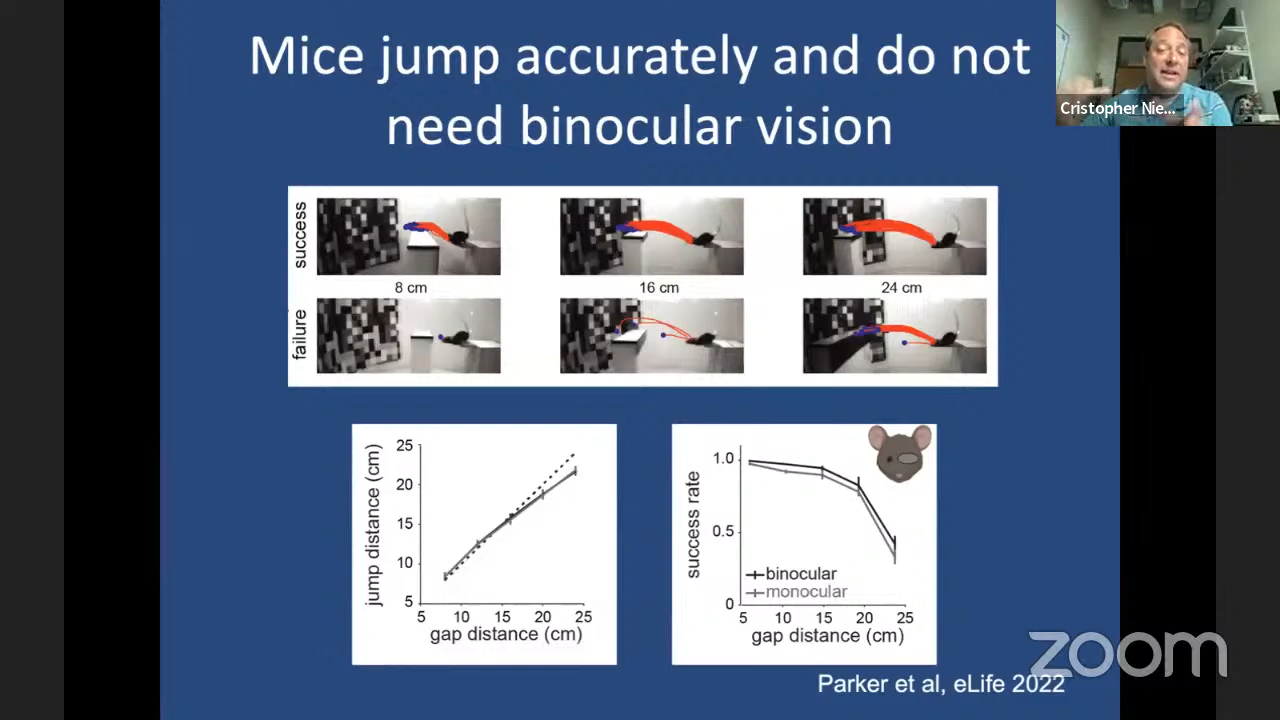 Mice jump accurately and do not
need binocular vision
Cristopher Nie...
success
8 cm
16 cm
24 cm
failure
jump distance (cm)
25
20
15
10
5
5 10 15 20 25
gap distance (cm)
success rate
1.0
0.5
0
binocular
monocular
5 10 15 20 25
gap distance (cm)
Parker et al, eLife 2022
zoom